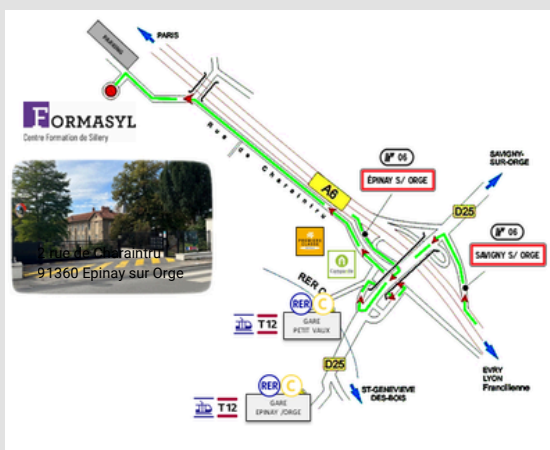 PARIS
PARKING
FORMASYL
Centre Formation de Sillery
Rue de Charaintru
A6
N° 06
ÉPINAY S/ ORGE
SAVIGNY-
SUR-ORGE
D25
N° 06
SAVIGNY S/ ORGE
rue de Charaintru
91360 Epinay sur Orge
RER C
RER C
T12
GARE
PETIT VAUX
D25
EVRY
LYON
Francilienne
ST-GENEVIEVE
DES-BOIS
RER C
T12
GARE
EPINAY /ORGE